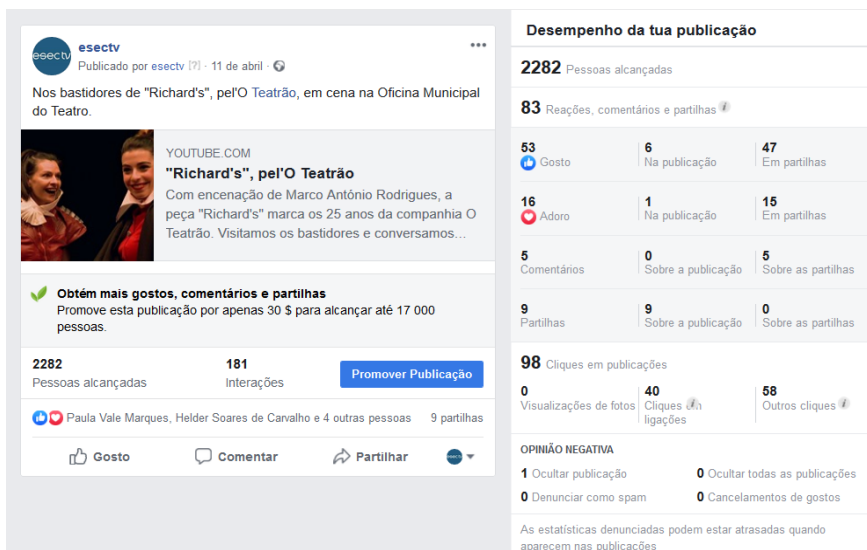 esectv
esectv
Publicado por esectv [?] · 11 de abril ·
Nos bastidores de "Richard's", pel'O Teatrão, em cena na Oficina Municipal
do Teatro.
YOUTUBE.COM
"Richard's", pel'O Teatrão
Com encenação de Marco António Rodrigues, a
peça "Richard's" marca os 25 anos da companhia O
Teatrão. Visitamos os bastidores e conversamos...
Obtém mais gostos, comentários e partilhas
Promove esta publicação por apenas 30 $ para alcançar até 17 000
pessoas.
2282 181
Pessoas alcançadas Interações Promover Publicação
Paula Vale Marques, Helder Soares de Carvalho e 4 outras pessoas 9 partilhas
Gosto Comentar Partilhar
Desempenho da tua publicação
2282 Pessoas alcançadas
83 Reações, comentários e partilhas i
53 6 47
Gosto Na publicação Em partilhas
16 1 15
Adoro Na publicação Em partilhas
5 0 5
Comentários Sobre a publicação Sobre as partilhas
9 9 0
Partilhas Sobre a publicação Sobre as partilhas
98 Cliques em publicações
0 40 58
Visualizações de fotos Cliques em Outros cliques i
ligações
OPINIÃO NEGATIVA
1 Ocultar publicação 0 Ocultar todas as publicações
0 Denunciar como spam 0 Cancelamentos de gostos
As estatísticas denunciadas podem estar atrasadas quando
aparecem nas publicações